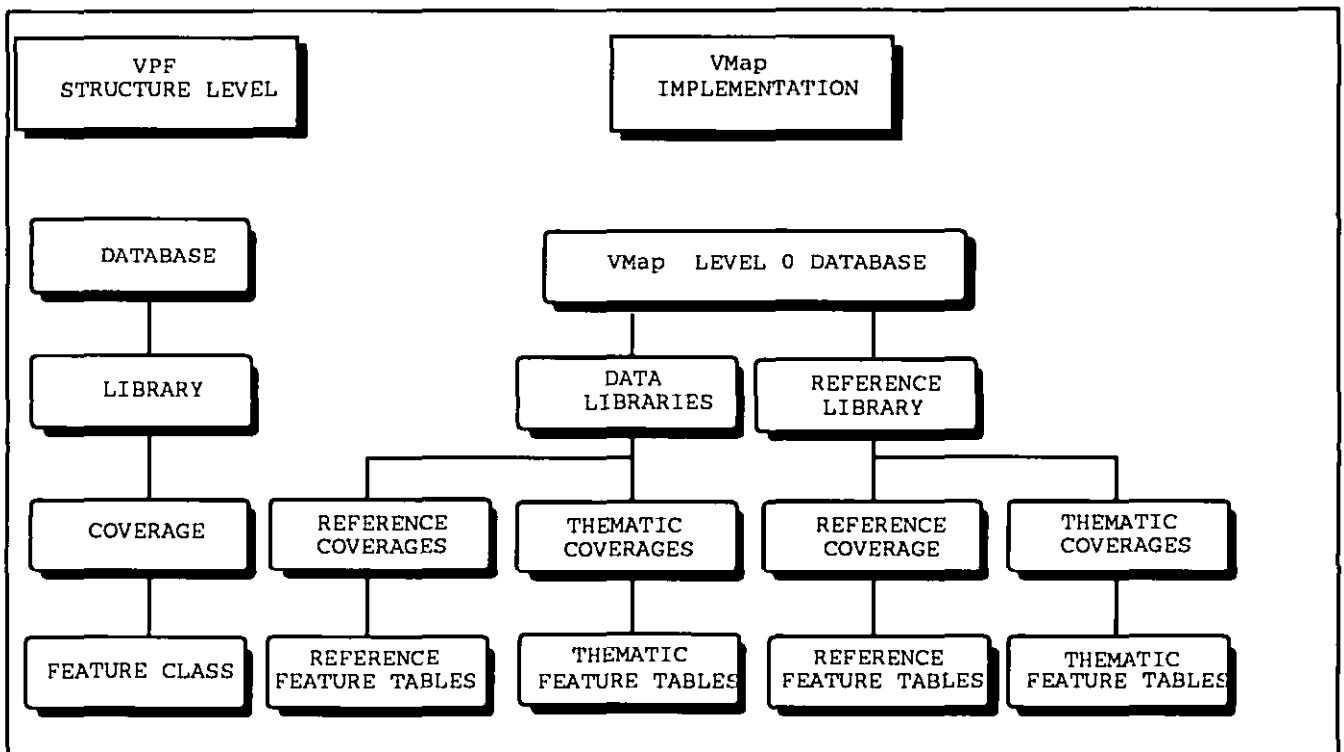 VPF
STRUCTURE LEVEL
VMap
IMPLEMENTATION
DATABASE
VMap LEVEL 0 DATABASE
LIBRARY
DATA
LIBRARIES
REFERENCE
LIBRARY
COVERAGE
REFERENCE
COVERAGES
THEMATIC
COVERAGES
REFERENCE
COVERAGE
THEMATIC
COVERAGES
FEATURE CLASS
REFERENCE
FEATURE TABLES
THEMATIC
FEATURE TABLES
REFERENCE
FEATURE TABLES
THEMATIC
FEATURE TABLES